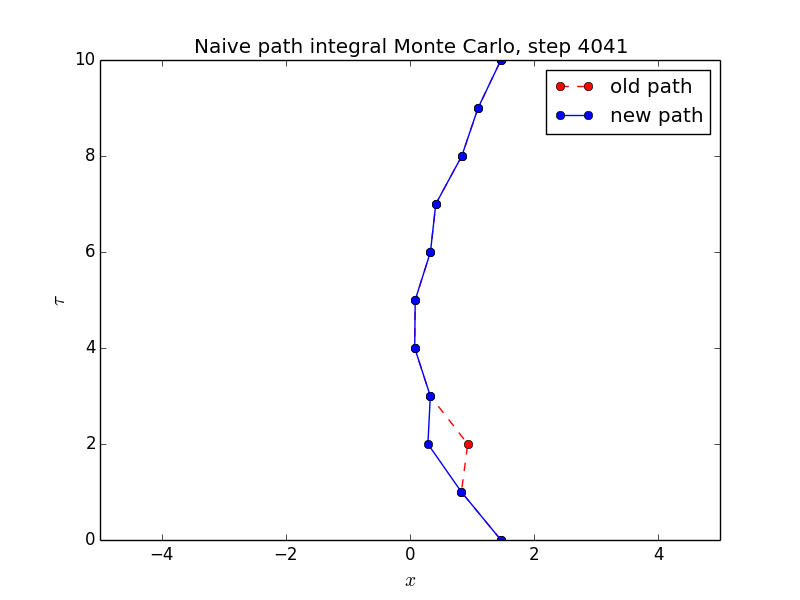 Naive path integral Monte Carlo, step 4041
old path
new path
10
8
6
4
2
0
τ
−4
−2
0
2
4
x